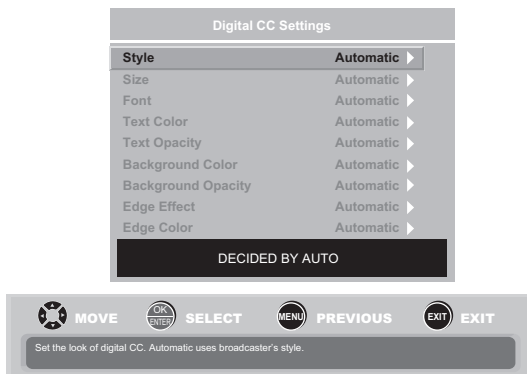 Digital CC Settings
Style Automatic
Size Automatic
Font Automatic
Text Color Automatic
Text Opacity Automatic
Background Color Automatic
Background Opacity Automatic
Edge Effect Automatic
Edge Color Automatic
DECIDED BY AUTO
MOVE OK ENTER SELECT MENU PREVIOUS EXIT EXIT
Set the look of digital CC. Automatic uses broadcaster's style.